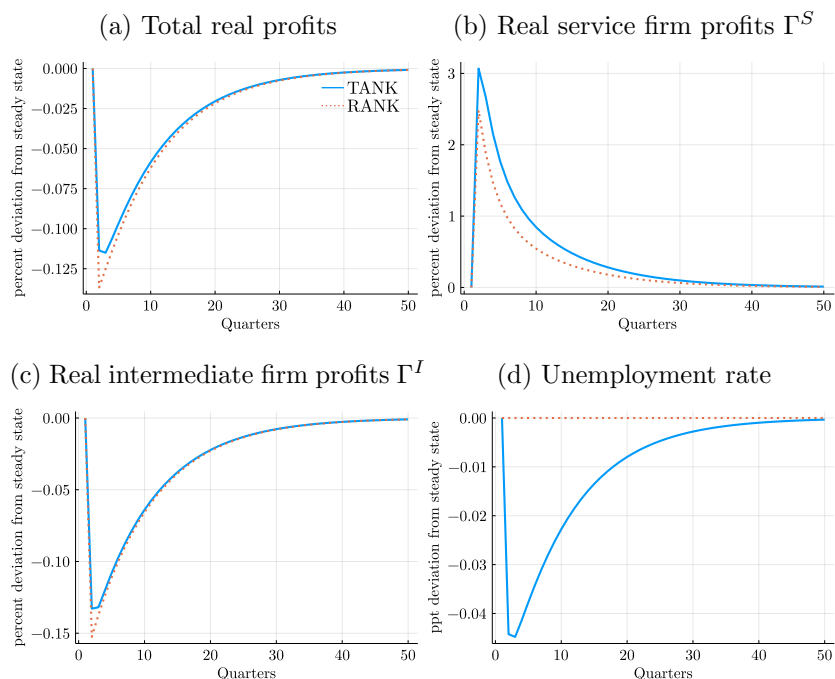 (a) Total real profits
percent deviation from steady state
0.000
−0.025
−0.050
−0.075
−0.100
−0.125
TANK
RANK
0 10 20 30 40 50
Quarters
(b) Real service firm profits Γ^S
percent deviation from steady state
3
2
1
0
0 10 20 30 40 50
Quarters
(c) Real intermediate firm profits Γ^I
percent deviation from steady state
0.00
−0.05
−0.10
−0.15
0 10 20 30 40 50
Quarters
(d) Unemployment rate
ppt deviation from steady state
0.00
−0.01
−0.02
−0.03
−0.04
0 10 20 30 40 50
Quarters